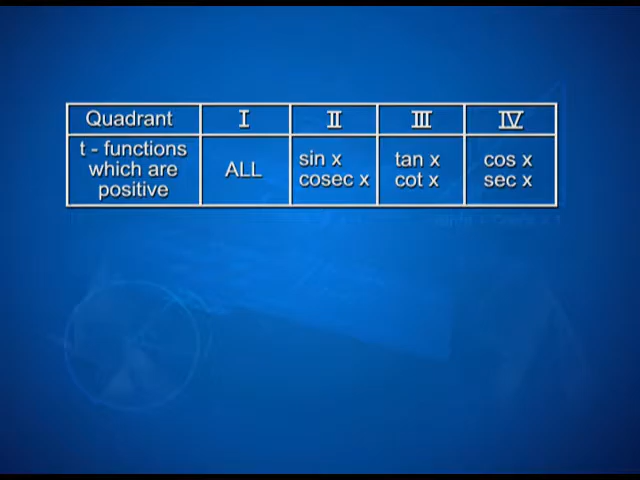 Quadrant I II III IV
t - functions which are positive ALL sin x cosec x tan x cot x cos x sec x